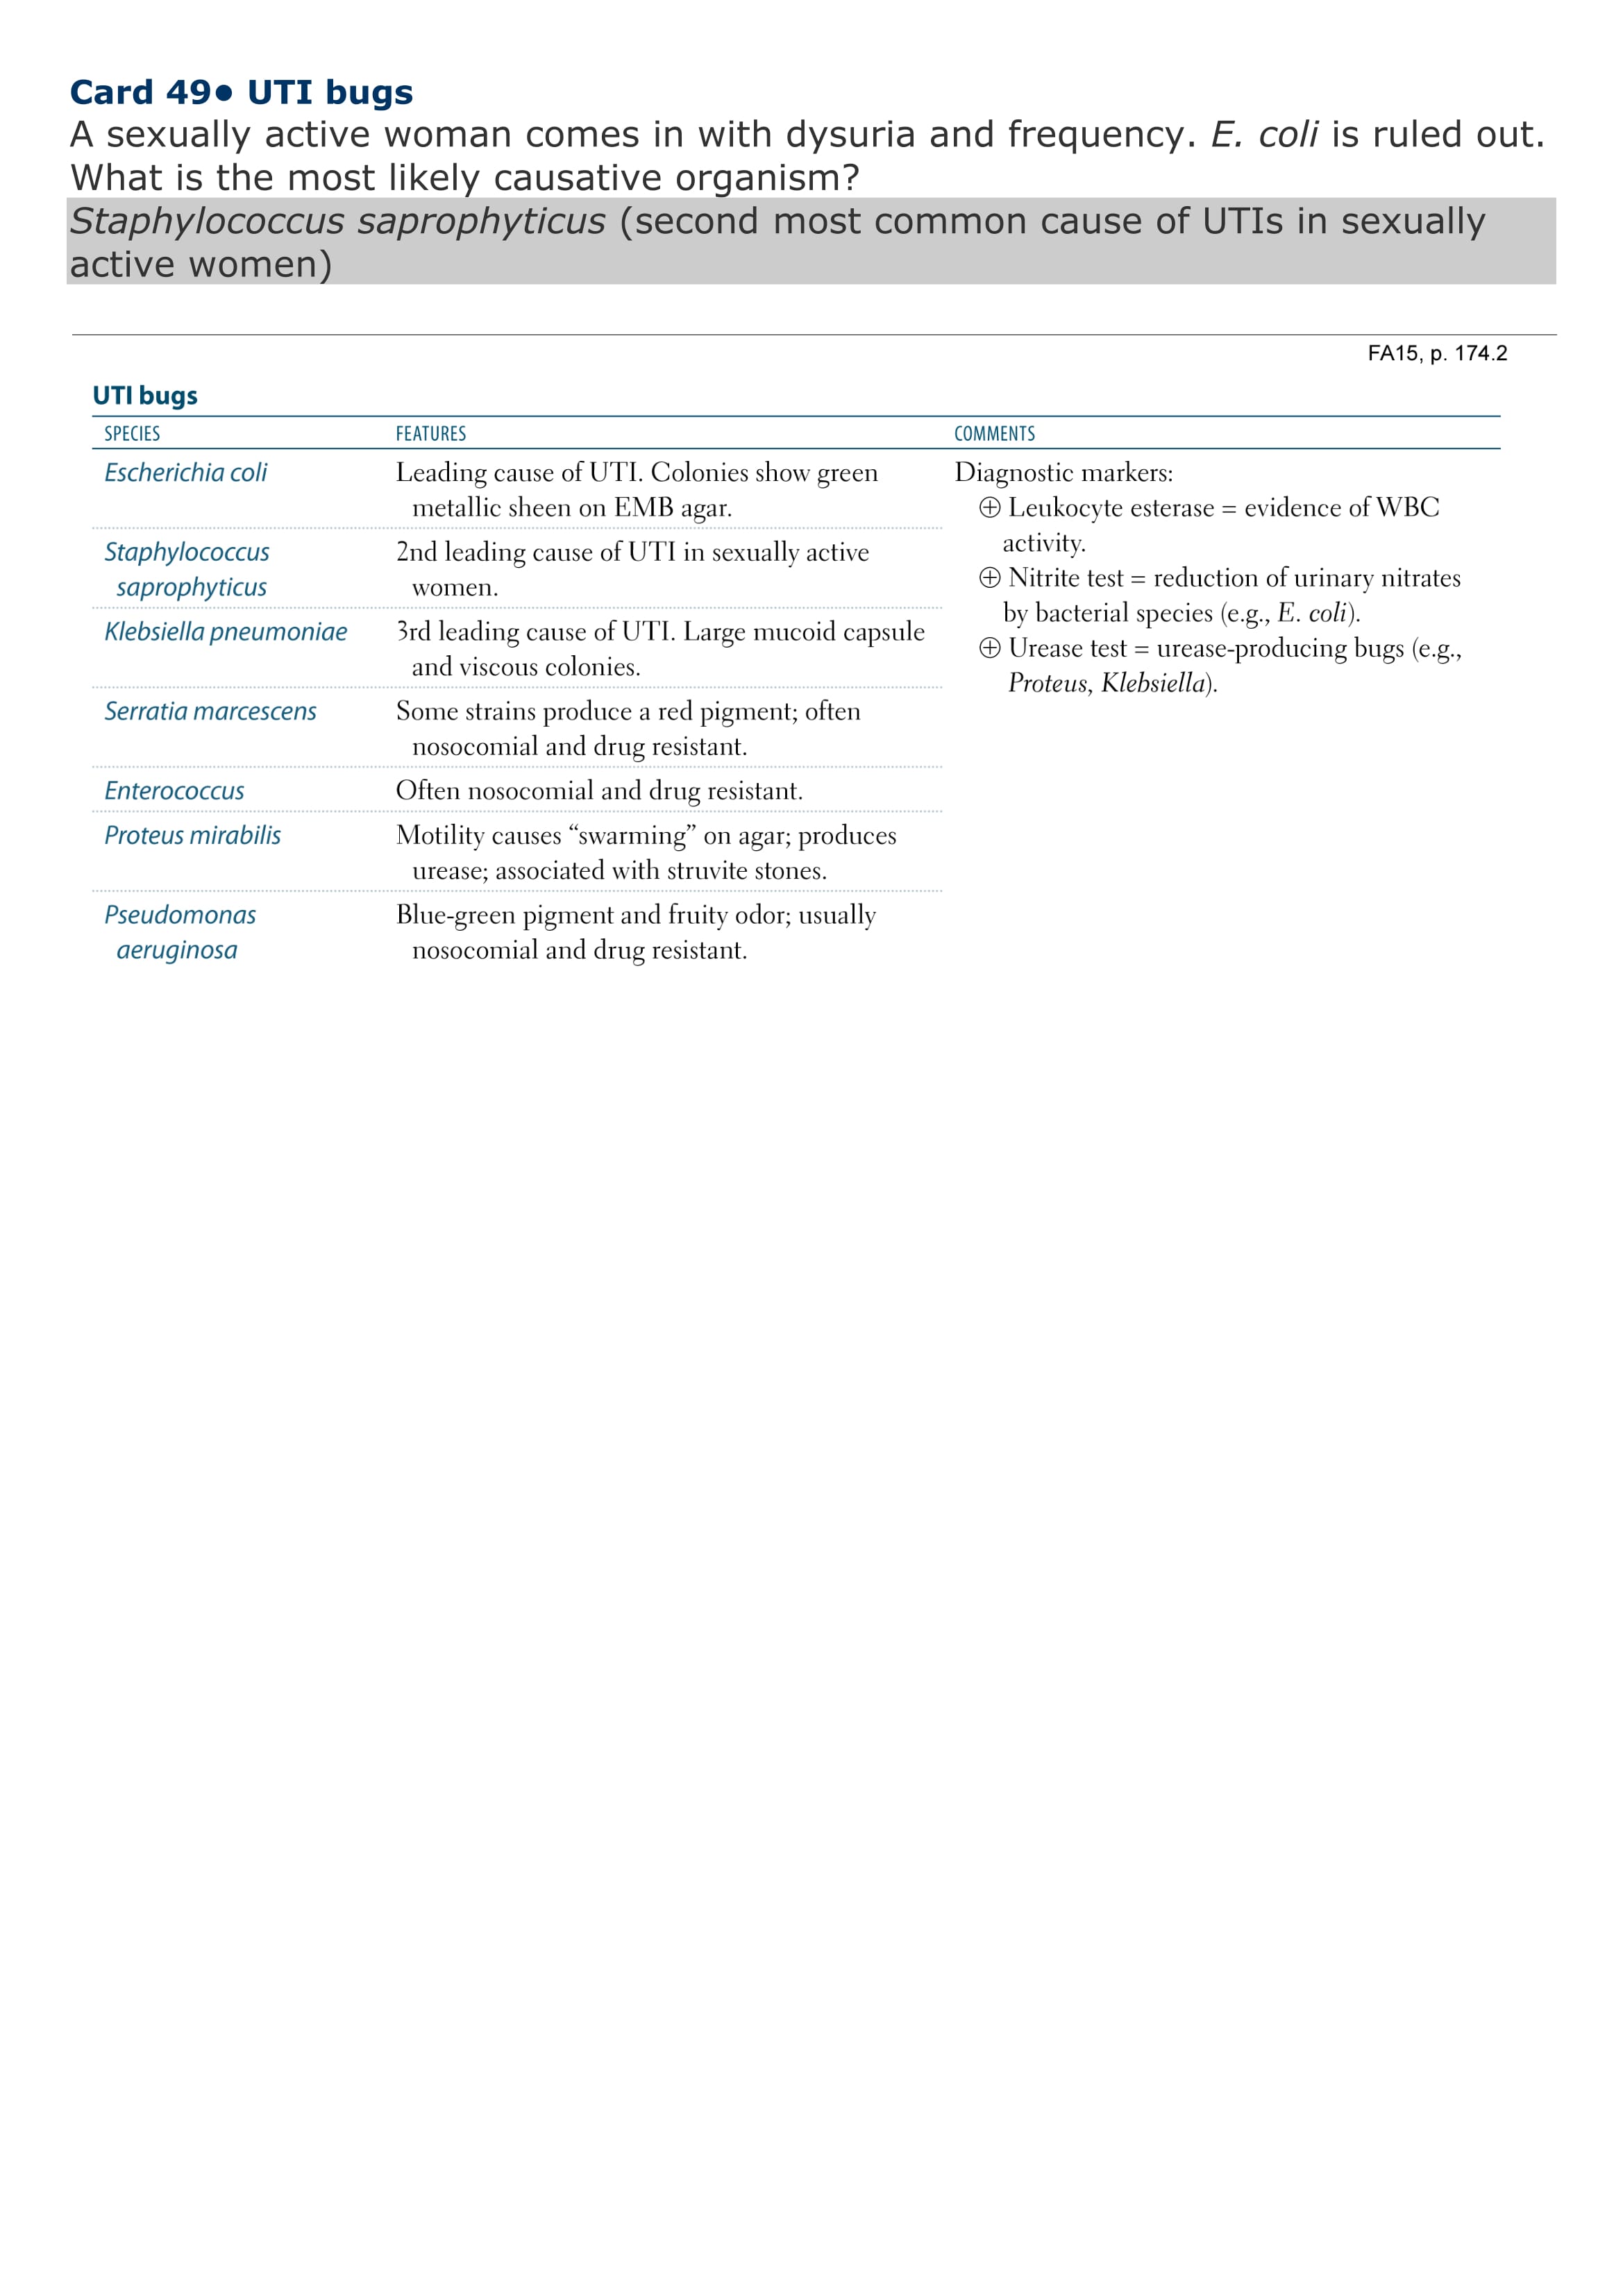 Card 49● UTI bugs
A sexually active woman comes in with dysuria and frequency. E. coli is ruled out.
What is the most likely causative organism?
Staphylococcus saprophyticus (second most common cause of UTIs in sexually
active women)
FA15, p. 174.2
UTI bugs
SPECIES FEATURES COMMENTS
Escherichia coli
Leading cause of UTI. Colonies show green
metallic sheen on EMB agar.
Staphylococcus
saprophyticus
2nd leading cause of UTI in sexually active
women.
Klebsiella pneumoniae
3rd leading cause of UTI. Large mucoid capsule
and viscous colonies.
Serratia marcescens
Some strains produce a red pigment; often
nosocomial and drug resistant.
Enterococcus
Often nosocomial and drug resistant.
Proteus mirabilis
Motility causes “swarming” on agar; produces
urease; associated with struvite stones.
Pseudomonas
aeruginosa
Blue-green pigment and fruity odor; usually
nosocomial and drug resistant.
Diagnostic markers:
⊕ Leukocyte esterase = evidence of WBC
activity.
⊕ Nitrite test = reduction of urinary nitrates
by bacterial species (e.g., E. coli).
⊕ Urease test = urease-producing bugs (e.g.,
Proteus, Klebsiella).